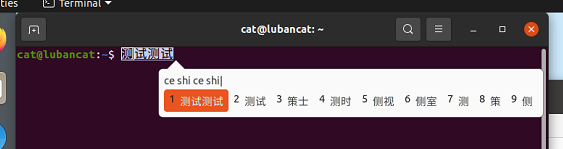 ties Terminal
cat@lubancat: ~
cat@lubancat:~$ 测试测试
ce shi ce shi
1 测试测试 2 测试 3 策士 4 测时 5 侧视 6 侧室 7 测 8 策 9 侧